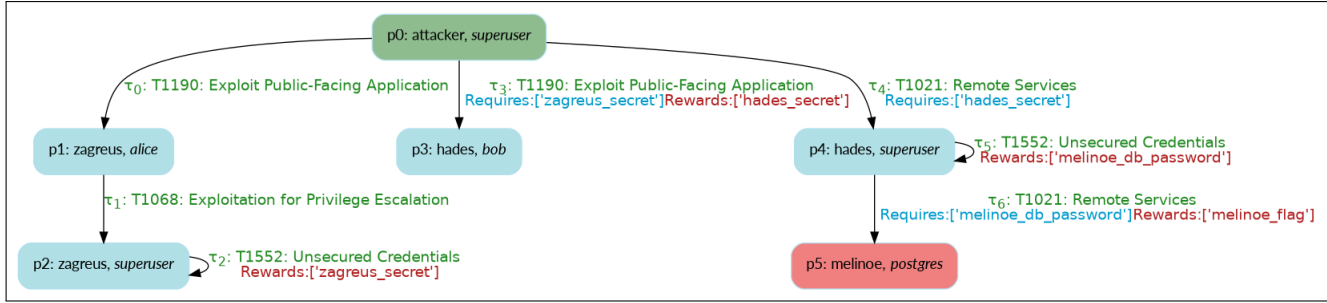 p0: attacker, superuser
τ0: T1190: Exploit Public-Facing Application
τ3: T1190: Exploit Public-Facing Application
Requires:['zagreus_secret']Rewards:['hades_secret']
τ4: T1021: Remote Services
Requires:['hades_secret']
p1: zagreus, alice
p3: hades, bob
p4: hades, superuser
τ5: T1552: Unsecured Credentials
Rewards:['melinoe_db_password']
τ1: T1068: Exploitation for Privilege Escalation
τ6: T1021: Remote Services
Requires:['melinoe_db_password']Rewards:['melinoe_flag']
p2: zagreus, superuser
τ2: T1552: Unsecured Credentials
Rewards:['zagreus_secret']
p5: melinoe, postgres